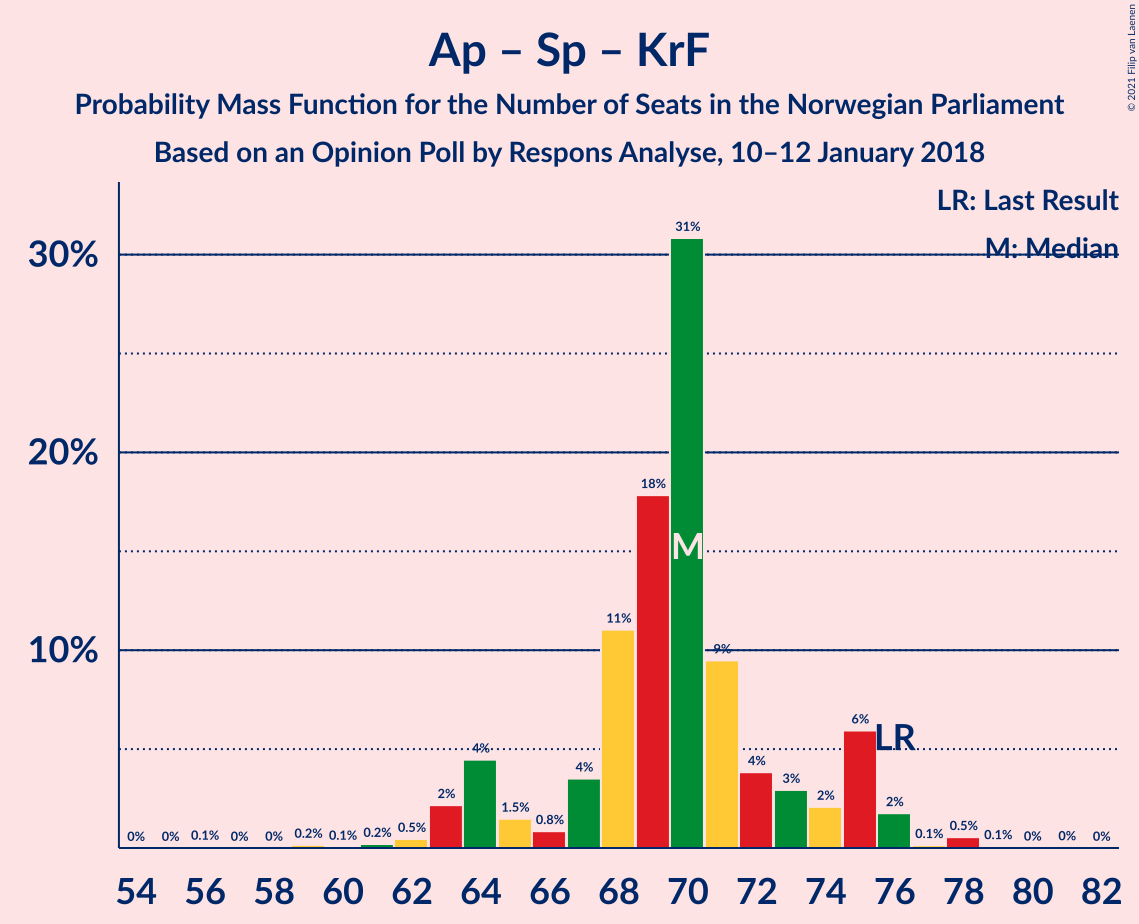 Ap – Sp – KrF
Probability Mass Function for the Number of Seats in the Norwegian Parliament
Based on an Opinion Poll by Respons Analyse, 10–12 January 2018
© 2021 Filip van Laenen
LR: Last Result
M: Median
30%
20%
10%
0% 0% 0.1% 0% 0% 0.2% 0.1% 0.2% 0.5% 2% 4% 1.5% 0.8% 4% 11% 18% 31% 9% 4% 3% 2% 6% 2% 0.1% 0.5% 0.1% 0% 0% 0%
M
LR
54 56 58 60 62 64 66 68 70 72 74 76 78 80 82